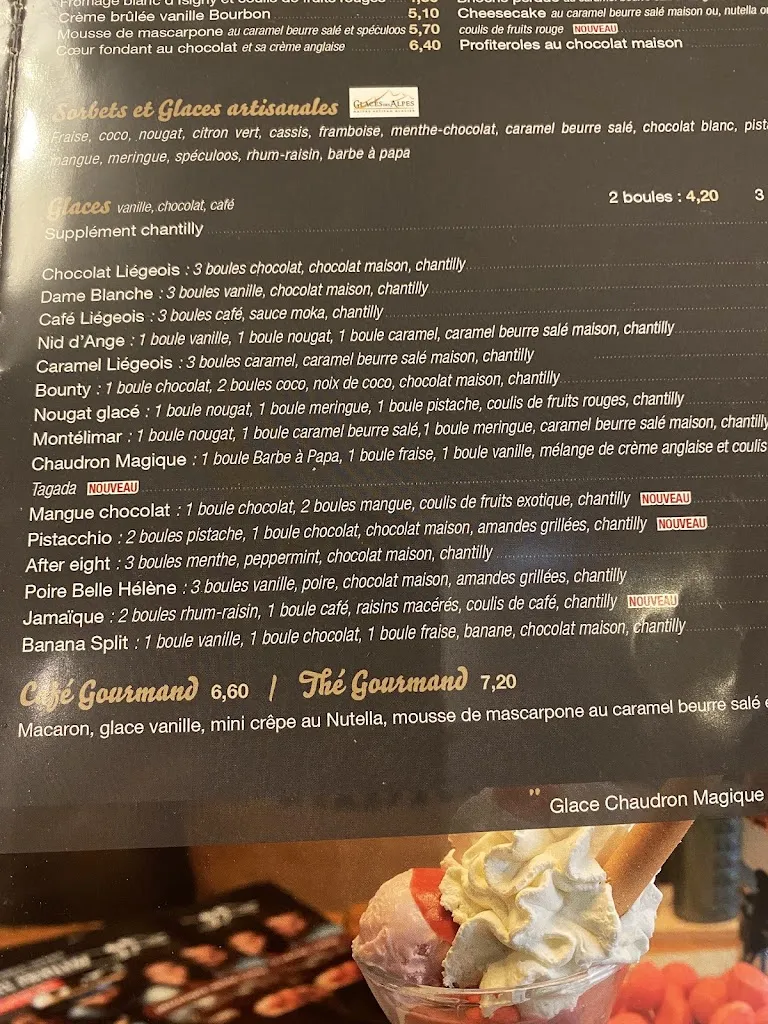 Crème brûlée vanille Bourbon 5,10
Mousse de mascarpone au caramel beurre salé et spéculoos 5,70
Cœur fondant au chocolat et sa crème anglaise 6,40
Cheesecake au caramel beurre salé maison ou, nutella ou
coulis de fruits rouge NOUVEAU
Profiteroles au chocolat maison
Sorbets et Glaces artisanales GLACES DES ALPES
Fraise, coco, nougat, citron vert, cassis, framboise, menthe-chocolat, caramel beurre salé, chocolat blanc, pist
mangue, meringue, spéculoos, rhum-raisin, barbe à papa
Glaces vanille, chocolat, café 2 boules : 4,20 3
Supplément chantilly
Chocolat Liégeois : 3 boules chocolat, chocolat maison, chantilly
Dame Blanche : 3 boules vanille, chocolat maison, chantilly
Café Liégeois : 3 boules café, sauce moka, chantilly
Nid d'Ange : 1 boule vanille, 1 boule nougat, 1 boule caramel, caramel beurre salé maison, chantilly
Caramel Liégeois : 3 boules caramel, caramel beurre salé maison, chantilly
Bounty : 1 boule chocolat, 2 boules coco, noix de coco, chocolat maison, chantilly
Nougat glacé : 1 boule nougat, 1 boule meringue, 1 boule pistache, coulis de fruits rouges, chantilly
Montélimar : 1 boule nougat, 1 boule caramel beurre salé,1 boule meringue, caramel beurre salé maison, chantilly
Chaudron Magique : 1 boule Barbe à Papa, 1 boule fraise, 1 boule vanille, mélange de crème anglaise et coulis
Tagada NOUVEAU
Mangue chocolat : 1 boule chocolat, 2 boules mangue, coulis de fruits exotique, chantilly NOUVEAU
Pistacchio : 2 boules pistache, 1 boule chocolat, chocolat maison, amandes grillées, chantilly NOUVEAU
After eight : 3 boules menthe, peppermint, chocolat maison, chantilly
Poire Belle Hélène : 3 boules vanille, poire, chocolat maison, amandes grillées, chantilly
Jamaïque : 2 boules rhum-raisin, 1 boule café, raisins macérés, coulis de café, chantilly NOUVEAU
Banana Split : 1 boule vanille, 1 boule chocolat, 1 boule fraise, banane, chocolat maison, chantilly
Café Gourmand 6,60 | Thé Gourmand 7,20
Macaron, glace vanille, mini crêpe au Nutella, mousse de mascarpone au caramel beurre salé e
" Glace Chaudron Magique